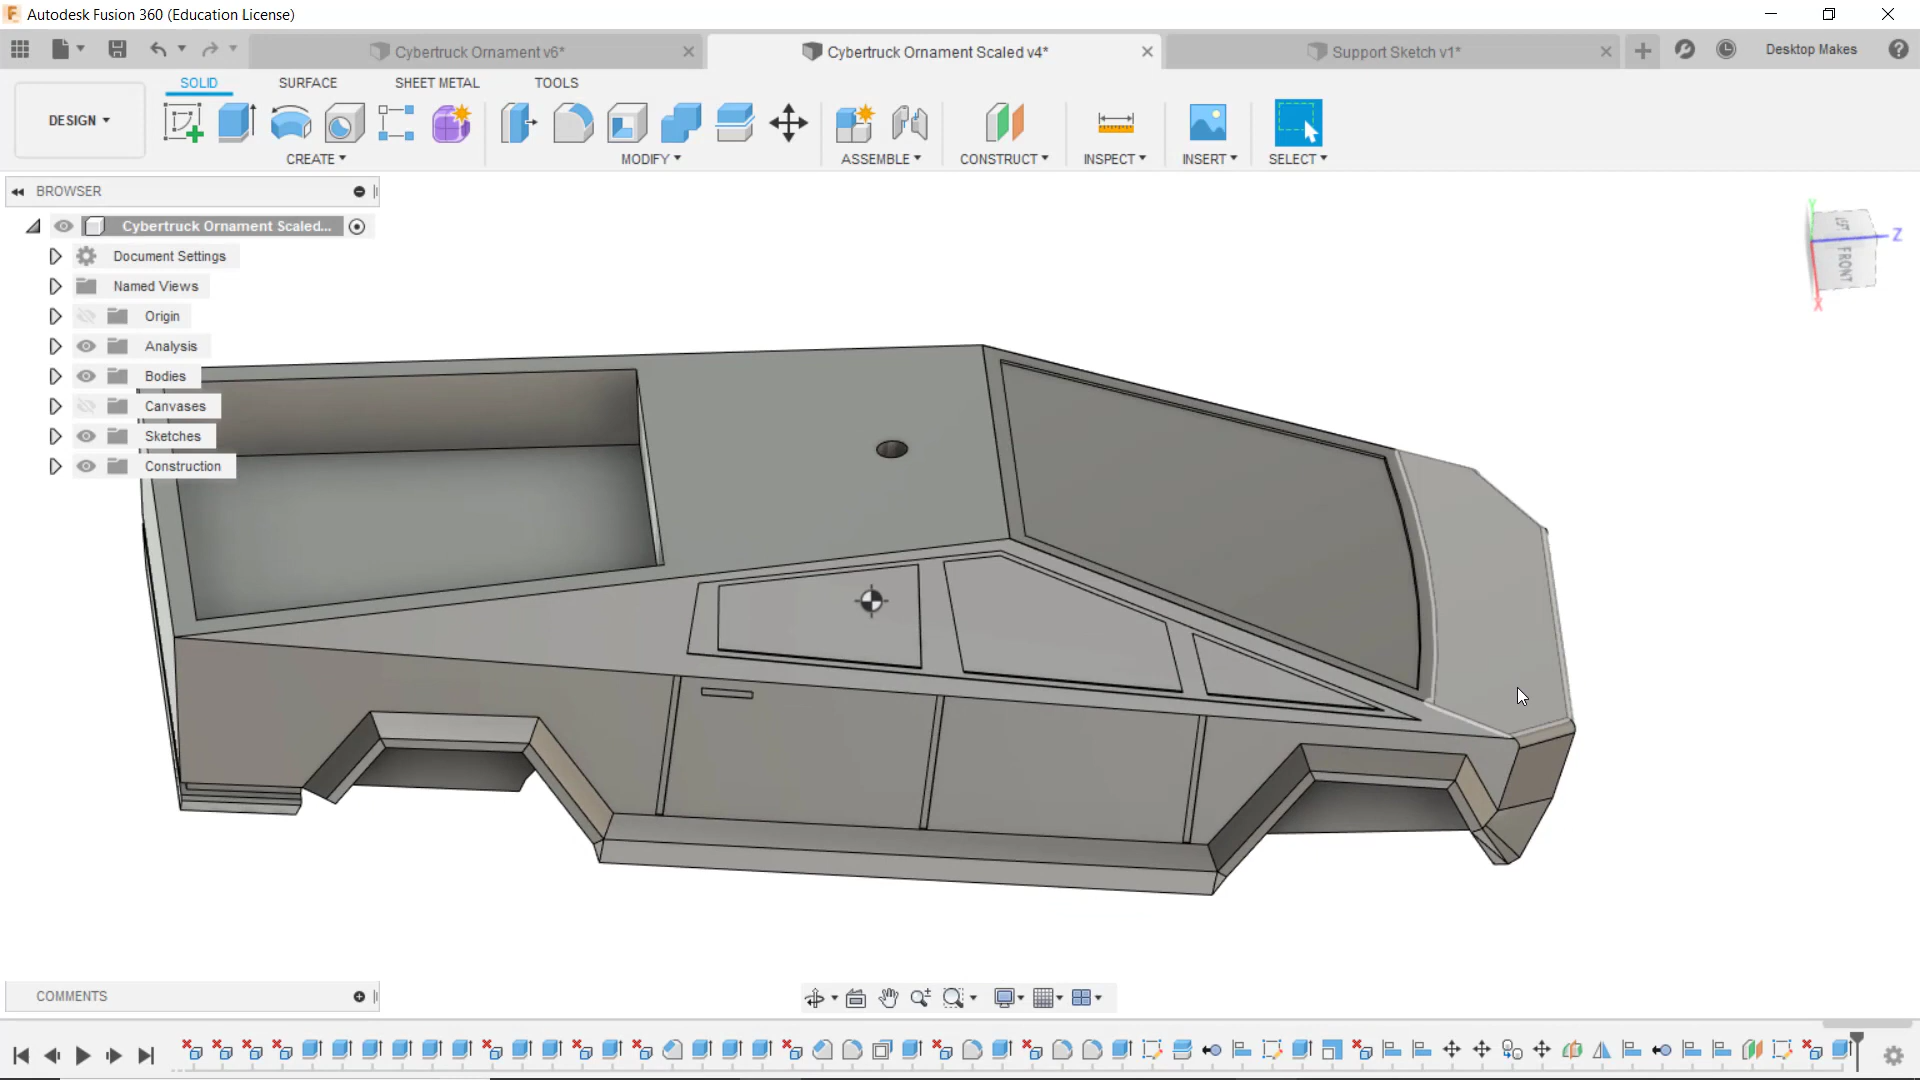 Autodesk Fusion 360 (Education License)
Cybertruck Ornament v6*
Cybertruck Ornament Scaled v4*
Support Sketch v1*
Desktop Makes
SOLID
SURFACE
SHEET METAL
TOOLS
DESIGN
CREATE
MODIFY
ASSEMBLE
CONSTRUCT
INSPECT
INSERT
SELECT
BROWSER
Cybertruck Ornament Scaled...
Document Settings
Named Views
Origin
Analysis
Bodies
Canvases
Sketches
Construction
Y
LEFT
FRONT
Z
X
COMMENTS